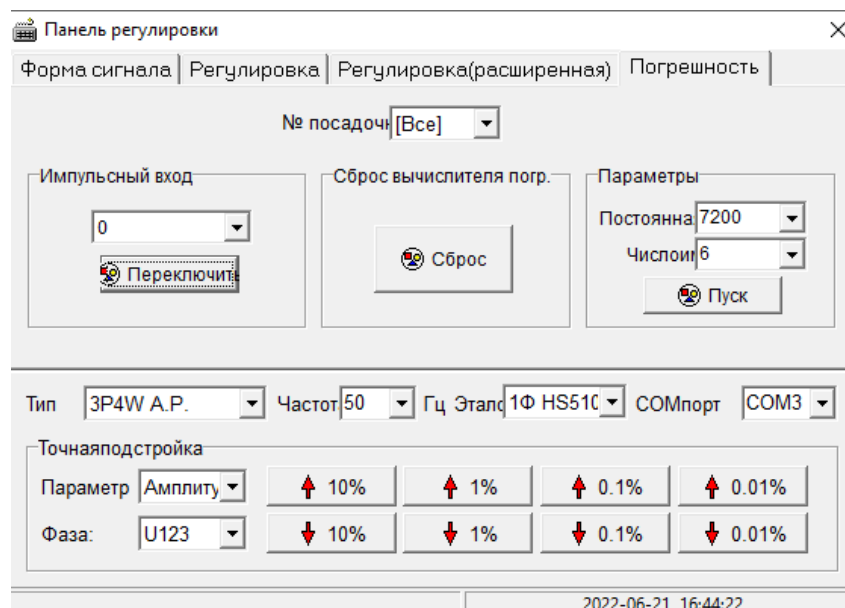 Панель регулировки
Форма сигнала Регулировка Регулировка(расширенная) Погрешность
№ посадочн [Все]
Импульсный вход Сброс вычислителя погр. Параметры
0 Постоянна 7200
Переключить Сброс Числоим 6
Пуск
Тип 3P4W A.P. Частот 50 Гц Этало 1Ф HS510 COMпорт COM3
Точнаяподстройка
Параметр Амплиту 10% 1% 0.1% 0.01%
Фаза: U123 10% 1% 0.1% 0.01%
2022-06-21 16:44:22